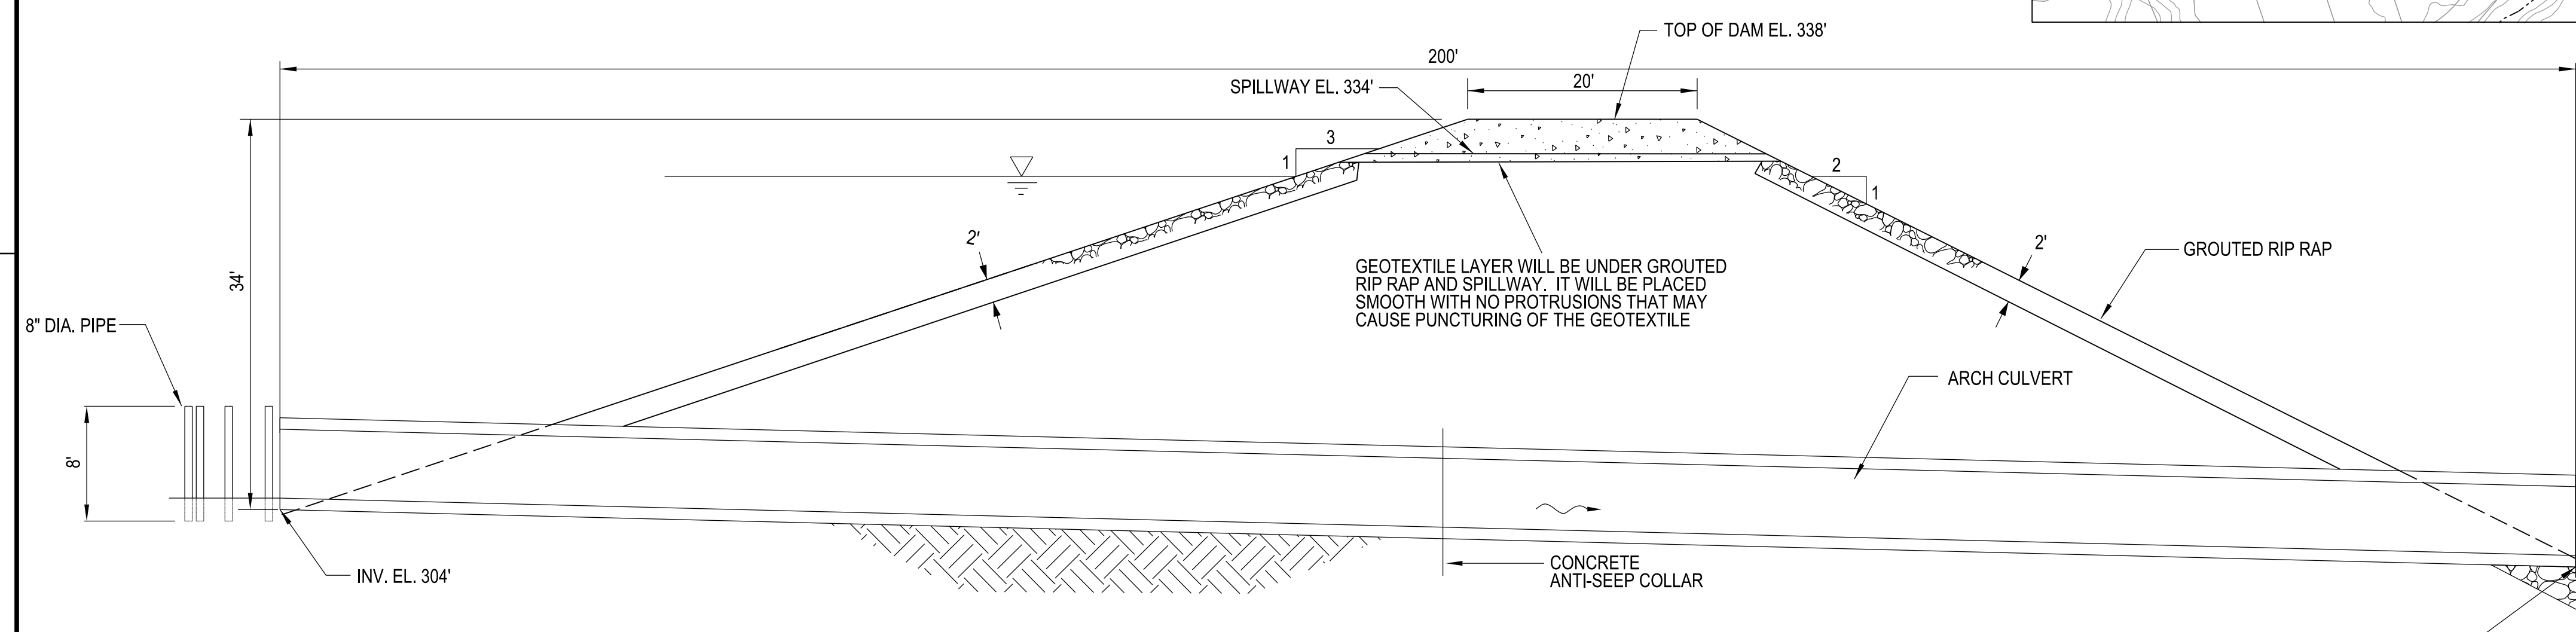 TOP OF DAM EL. 338'
200'
SPILLWAY EL. 334'
20'
3
1
2
1
2'
2'
GROUTED RIP RAP
34'
GEOTEXTILE LAYER WILL BE UNDER GROUTED
RIP RAP AND SPILLWAY. IT WILL BE PLACED
SMOOTH WITH NO PROTRUSIONS THAT MAY
CAUSE PUNCTURING OF THE GEOTEXTILE
8" DIA. PIPE
ARCH CULVERT
8'
INV. EL. 304'
CONCRETE
ANTI-SEEP COLLAR